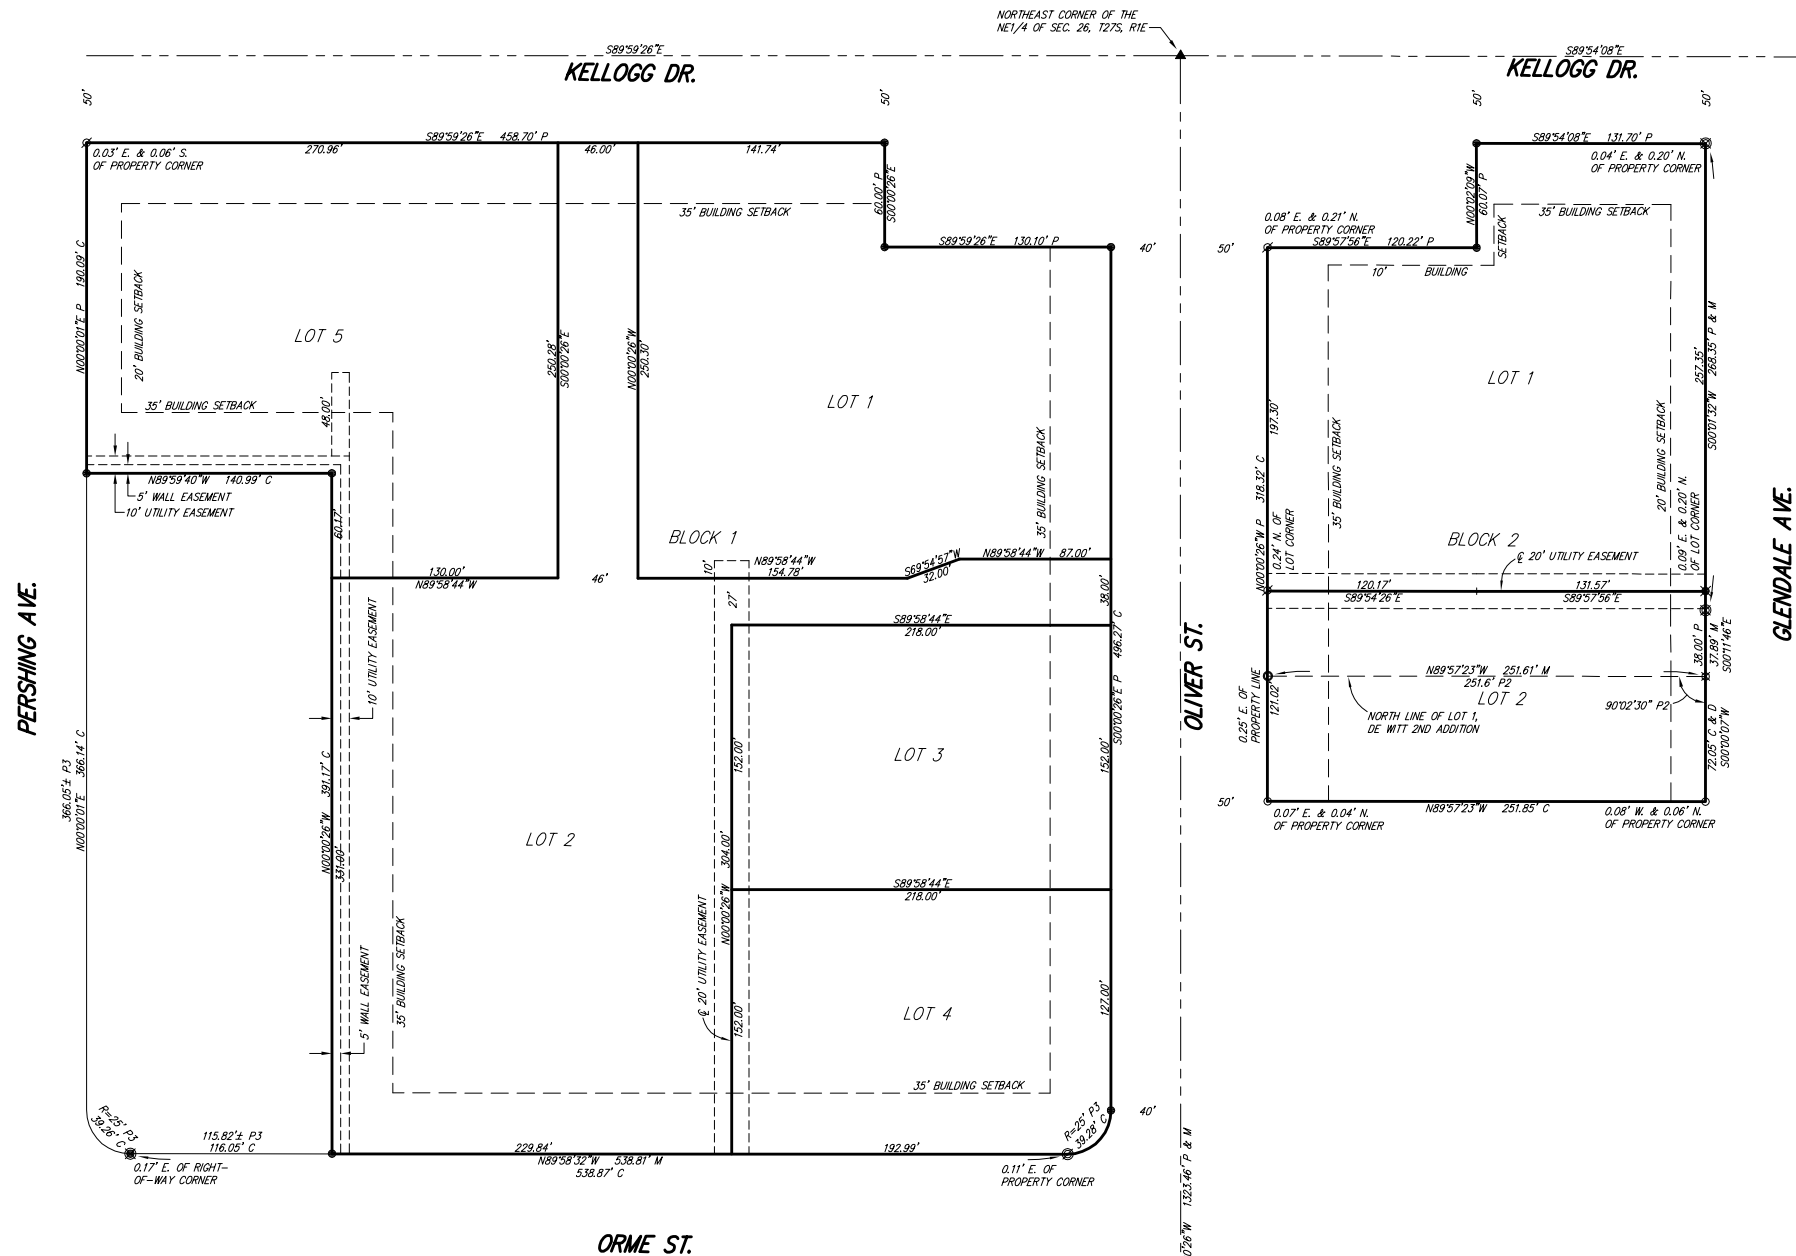 NORTHEAST CORNER OF THE
NE1/4 OF SEC. 26, T27S, R1E
S89°59'26"E
KELLOGG DR.
S89°54'08"E
KELLOGG DR.
50'
50'
50'
50'
S89°59'26"E 458.70' P
270.96'
46.00'
141.74'
0.03' E. & 0.06' S.
OF PROPERTY CORNER
60.00' P
S00°00'26"E
35' BUILDING SETBACK
S89°59'26"E 130.10' P
40'
50'
S89°54'08"E 131.70' P
0.04' E. & 0.20' N.
OF PROPERTY CORNER
N00°02'09"W
60.07' P
0.08' E. & 0.21' N.
OF PROPERTY CORNER
S89°57'56"E 120.22' P
35' BUILDING SETBACK
SETBACK
10' BUILDING
N00°00'01"E P 190.09' C
20' BUILDING SETBACK
LOT 5
35' BUILDING SETBACK
48.00'
250.28'
S00°00'26"E
N00°00'26"W
250.30'
LOT 1
35' BUILDING SETBACK
LOT 1
257.35'
S00°01'32"W 268.35' P & M
197.30'
N00°00'26"W P 318.32' C
35' BUILDING SETBACK
20' BUILDING SETBACK
0.24' N. OF
LOT CORNER
0.09' E. & 0.20' N.
OF LOT CORNER
N89°59'40"W 140.99' C
5' WALL EASEMENT
10' UTILITY EASEMENT
60.17'
BLOCK 1
BLOCK 2
℄ 20' UTILITY EASEMENT
130.00'
N89°58'44"W
46'
10'
N89°58'44"W
154.78'
S69°54'57"W
32.00'
N89°58'44"W 87.00'
38.00'
27'
120.17'
S89°54'26"E
131.57'
S89°57'56"E
PERSHING AVE.
GLENDALE AVE.
OLIVER ST.
10' UTILITY EASEMENT
S89°58'44"E
218.00'
S00°00'26"E P 496.27' C
38.00' P
37.89' M
S00°11'46"E
N89°57'23"W 251.61' M
251.6' P2
LOT 2
90°02'30" P2
NORTH LINE OF LOT 1,
DE WITT 2ND ADDITION
0.25' E. OF
PROPERTY LINE
121.02'
72.05' C & D
S00°00'07"W
50'
N89°57'23"W 251.85' C
0.07' E. & 0.04' N.
OF PROPERTY CORNER
0.08' W. & 0.06' N.
OF PROPERTY CORNER
366.05'± P3
N00°00'01"E 366.14' C
N00°00'26"W 391.17' C
331.00'
LOT 2
152.00'
LOT 3
152.00'
N00°00'26"W 304.00'
S89°58'44"E
218.00'
35' BUILDING SETBACK
5' WALL EASEMENT
℄ 20' UTILITY EASEMENT
152.00'
LOT 4
127.00'
35' BUILDING SETBACK
40'
R=25' P3
39.26' C
R=25' P3
39.28' C
115.82'± P3
116.05' C
0.17' E. OF RIGHT-
OF-WAY CORNER
229.84'
N89°58'32"W 538.81' M
538.87' C
192.99'
0.11' E. OF
PROPERTY CORNER
0'26"W 1323.46' P & M
ORME ST.